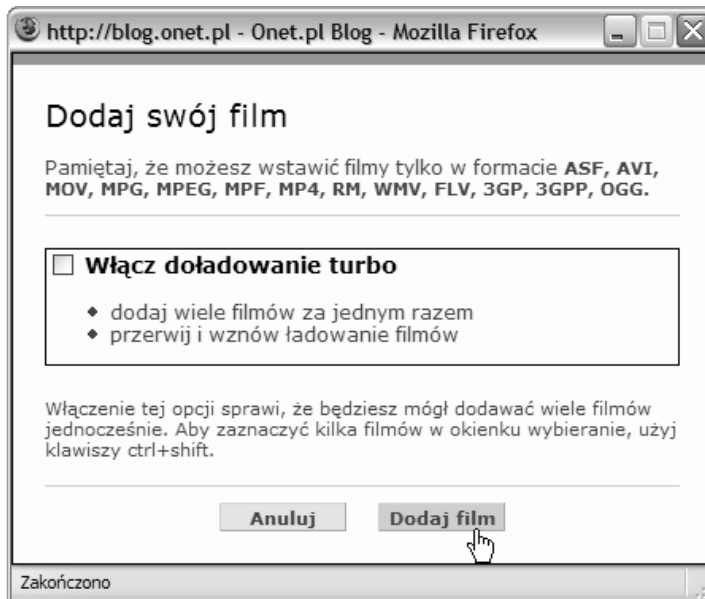 http://blog.onet.pl - Onet.pl Blog - Mozilla Firefox
Dodaj swój film
Pamiętaj, że możesz wstawić filmy tylko w formacie ASF, AVI,
MOV, MPG, MPEG, MPF, MP4, RM, WMV, FLV, 3GP, 3GPP, OGG.
Włącz doładowanie turbo
dodaj wiele filmów za jednym razem
przerwij i wznów ładowanie filmów
Włączenie tej opcji sprawi, że będziesz mógł dodawać wiele filmów
jednocześnie. Aby zaznaczyć kilka filmów w okienku wybieranie, użyj
klawiszy ctrl+shift.
Anuluj Dodaj film
Zakończono